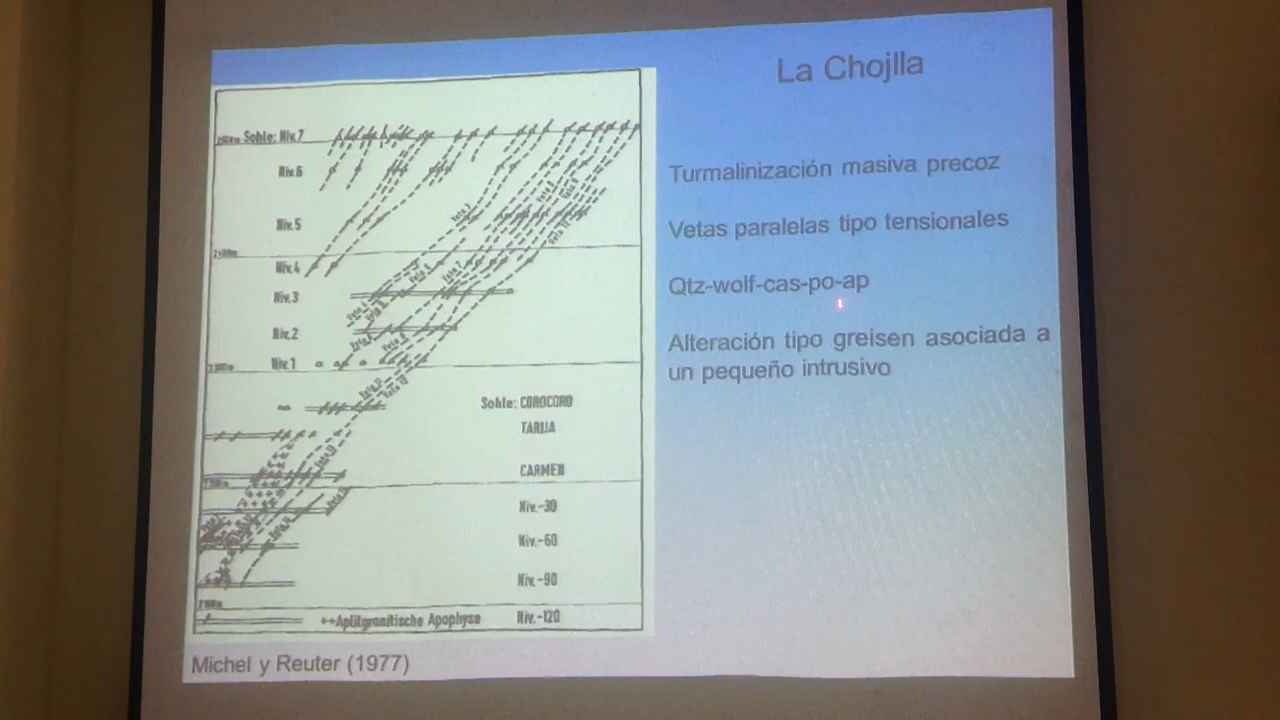 La Chojlla
Turmalinización masiva precoz
Vetas paralelas tipo tensionales
Qtz-wolf-cas-po-ap
Alteración tipo greisen asociada a
un pequeño intrusivo
Sohle: Niv.7
Niv.6
Niv.5
Niv.4
Niv.3
Niv.2
Niv.1
Sohle: COROCORO
TARIJA
CARMEN
Niv.-30
Niv.-60
Niv.-90
Niv.-120
++Aplitgranitische Apophyse
Michel y Reuter (1977)